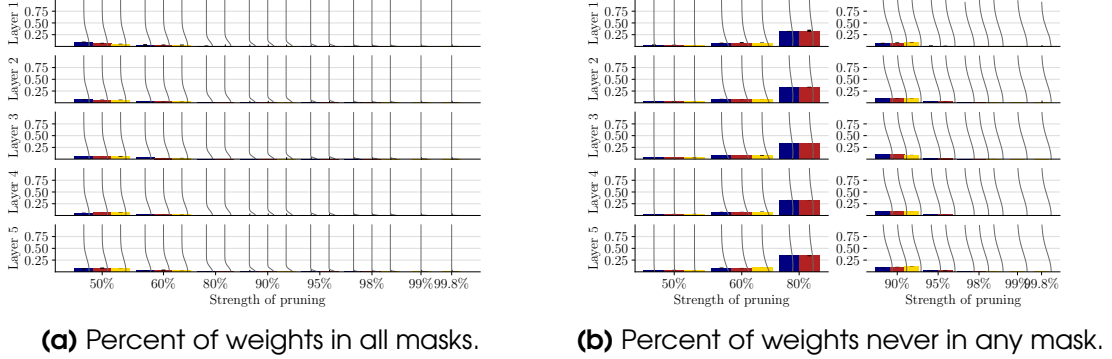 Layer 1
0.75
0.50
0.25
Layer 2
0.75
0.50
0.25
Layer 3
0.75
0.50
0.25
Layer 4
0.75
0.50
0.25
Layer 5
0.75
0.50
0.25
50% 60% 80% 90% 95% 98% 99% 99.8%
Strength of pruning
(a) Percent of weights in all masks.
Layer 1
0.75
0.50
0.25
Layer 2
0.75
0.50
0.25
Layer 3
0.75
0.50
0.25
Layer 4
0.75
0.50
0.25
Layer 5
0.75
0.50
0.25
50% 60% 80%
Strength of pruning
0.75
0.50
0.25
0.75
0.50
0.25
0.75
0.50
0.25
0.75
0.50
0.25
0.75
0.50
0.25
90% 95% 98% 99% 99.8%
Strength of pruning
(b) Percent of weights never in any mask.